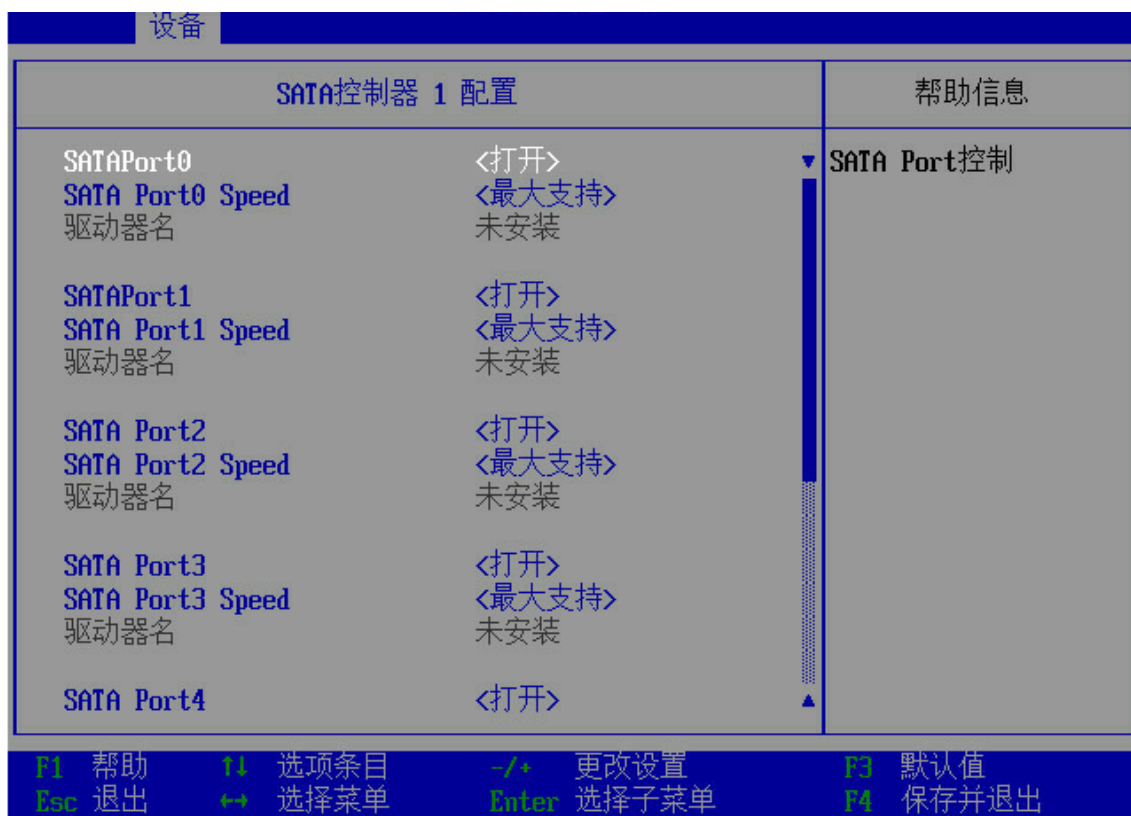 设备
SATA控制器 1 配置
帮助信息
SATAPort0 <打开>
SATA Port控制
SATA Port0 Speed <最大支持>
驱动器名 未安装
SATAPort1 <打开>
SATA Port1 Speed <最大支持>
驱动器名 未安装
SATA Port2 <打开>
SATA Port2 Speed <最大支持>
驱动器名 未安装
SATA Port3 <打开>
SATA Port3 Speed <最大支持>
驱动器名 未安装
SATA Port4 <打开>
F1 帮助 ↑↓ 选项条目 -/+ 更改设置 F3 默认值
Esc 退出 ←→ 选择菜单 Enter 选择子菜单 F4 保存并退出